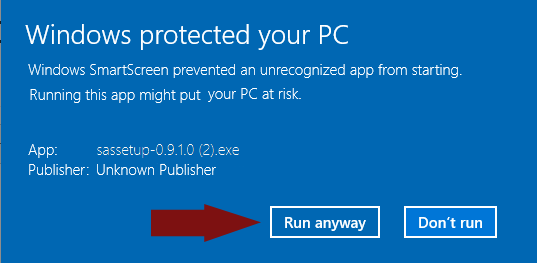 Windows protected your PC
Windows SmartScreen prevented an unrecognized app from starting.
Running this app might put your PC at risk.
App: sassetup-0.9.1.0 (2).exe
Publisher: Unknown Publisher
Run anyway Don't run